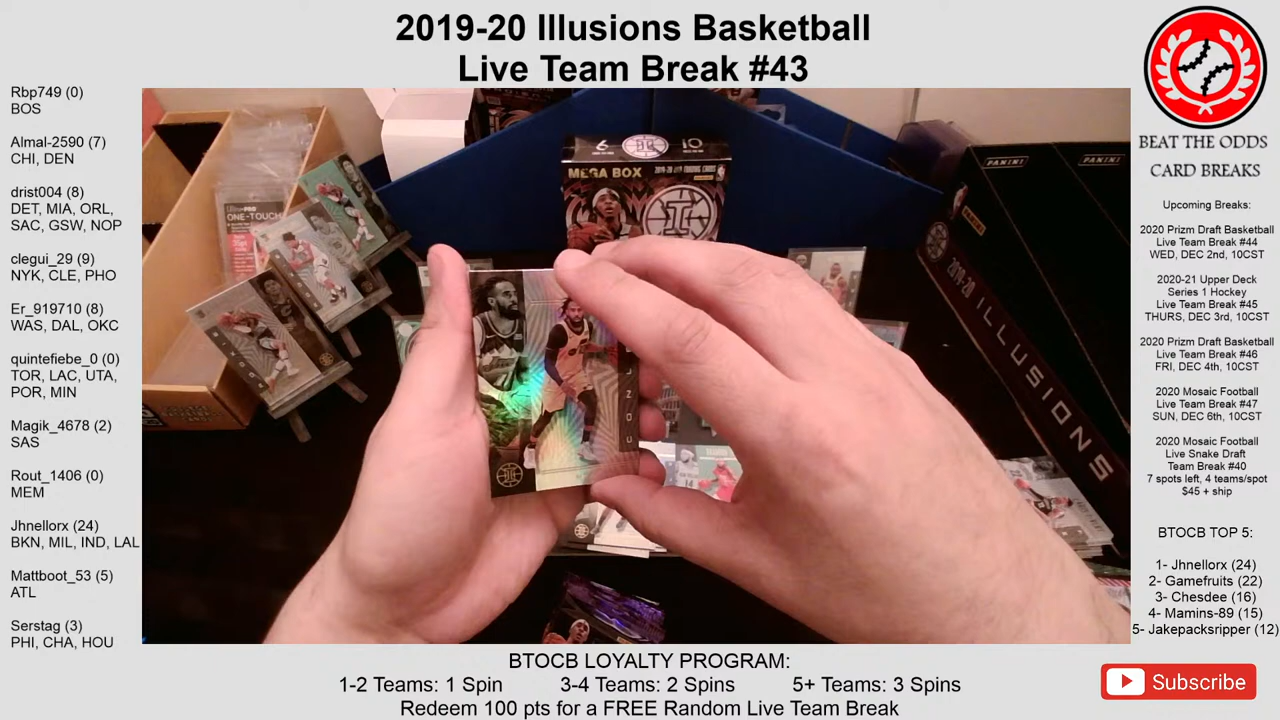 2019-20 Illusions Basketball
Live Team Break #43
Rbp749 (0)
BOS
Almal-2590 (7)
CHI, DEN
drist004 (8)
DET, MIA, ORL,
SAC, GSW, NOP
clegui_29 (9)
NYK, CLE, PHO
Er_919710 (8)
WAS, DAL, OKC
quintefiebe_0 (0)
TOR, LAC, UTA,
POR, MIN
Magik_4678 (2)
SAS
Rout_1406 (0)
MEM
Jhnellorx (24)
BKN, MIL, IND, LAL
Mattboot_53 (5)
ATL
Serstag (3)
PHI, CHA, HOU
6
10
MEGA BOX
ONE-TOUCH
PANINI
PANINI
PANINI
ILLUSIONS
14
BEAT THE ODDS
CARD BREAKS
Upcoming Breaks:
2020 Prizm Draft Basketball
Live Team Break #44
WED, DEC 2nd, 10CST
2020-21 Upper Deck
Series 1 Hockey
Live Team Break #45
THURS, DEC 3rd, 10CST
2020 Prizm Draft Basketball
Live Team Break #46
FRI, DEC 4th, 10CST
2020 Mosaic Football
Live Team Break #47
SUN, DEC 6th, 10CST
2020 Mosaic Football
Live Snake Draft
Team Break #40
7 spots left, 4 teams/spot
$45 + ship
BTOCB TOP 5:
1- Jhnellorx (24)
2- Gamefruits (22)
3- Chesdee (16)
4- Mamins-89 (15)
5- Jakepacksripper (12)
BTOCB LOYALTY PROGRAM:
1-2 Teams: 1 Spin 3-4 Teams: 2 Spins 5+ Teams: 3 Spins
Redeem 100 pts for a FREE Random Live Team Break
Subscribe